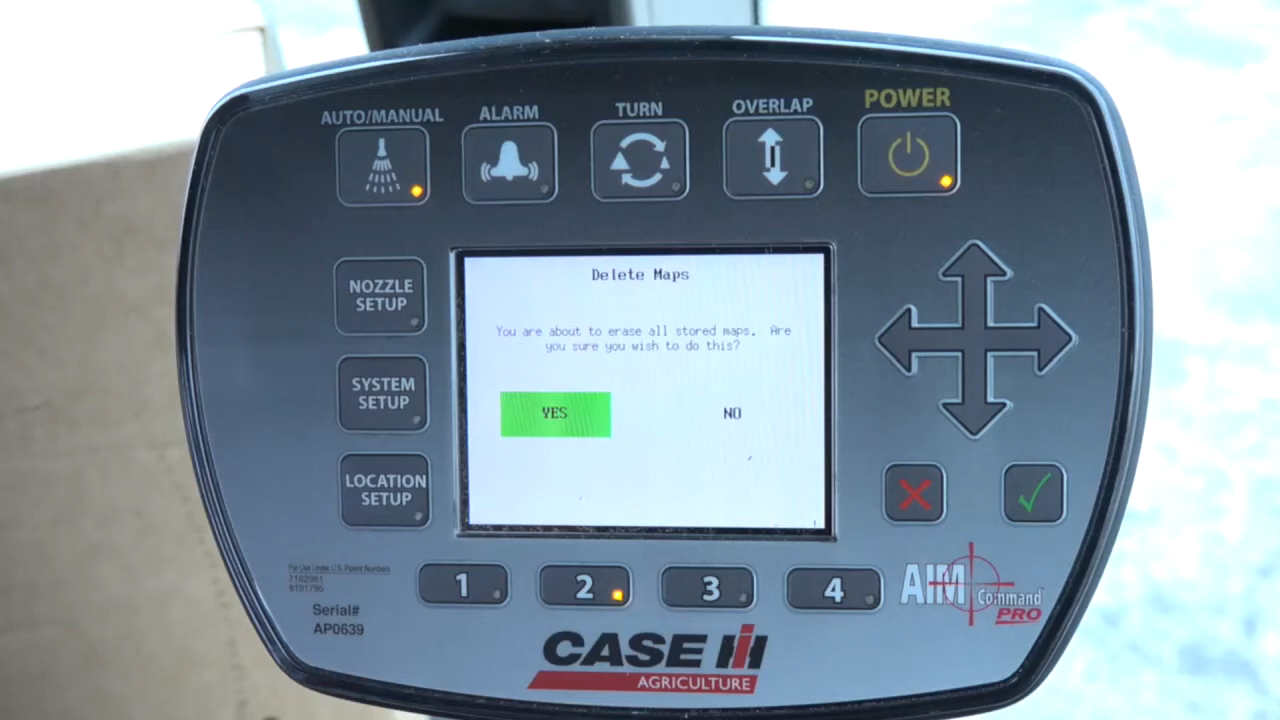 AUTO/MANUAL
ALARM
TURN
OVERLAP
POWER
NOZZLE
SETUP
SYSTEM
SETUP
LOCATION
SETUP
Delete Maps
You are about to erase all stored maps. Are
you sure you wish to do this?
YES
NO
For Use Under U.S. Patent Numbers
7162961
8191795
Serial#
AP0639
1
2
3
4
AIM
Command
PRO
CASE IH
AGRICULTURE